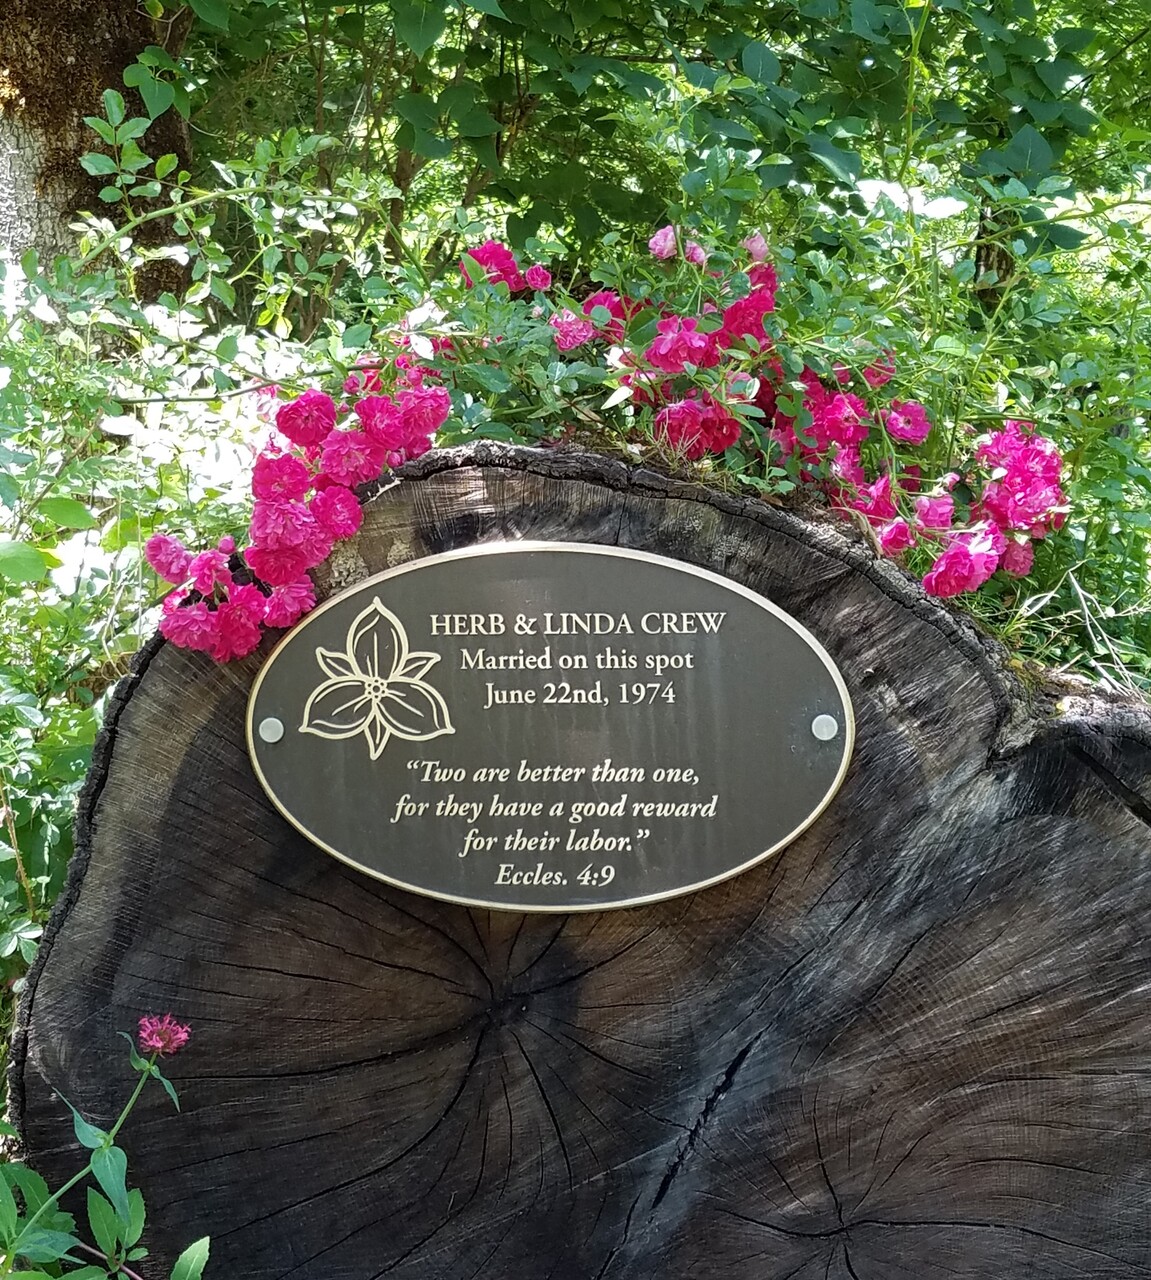 HERB & LINDA CREW
Married on this spot
June 22nd, 1974
“Two are better than one,
for they have a good reward
for their labor.”
Eccles. 4:9